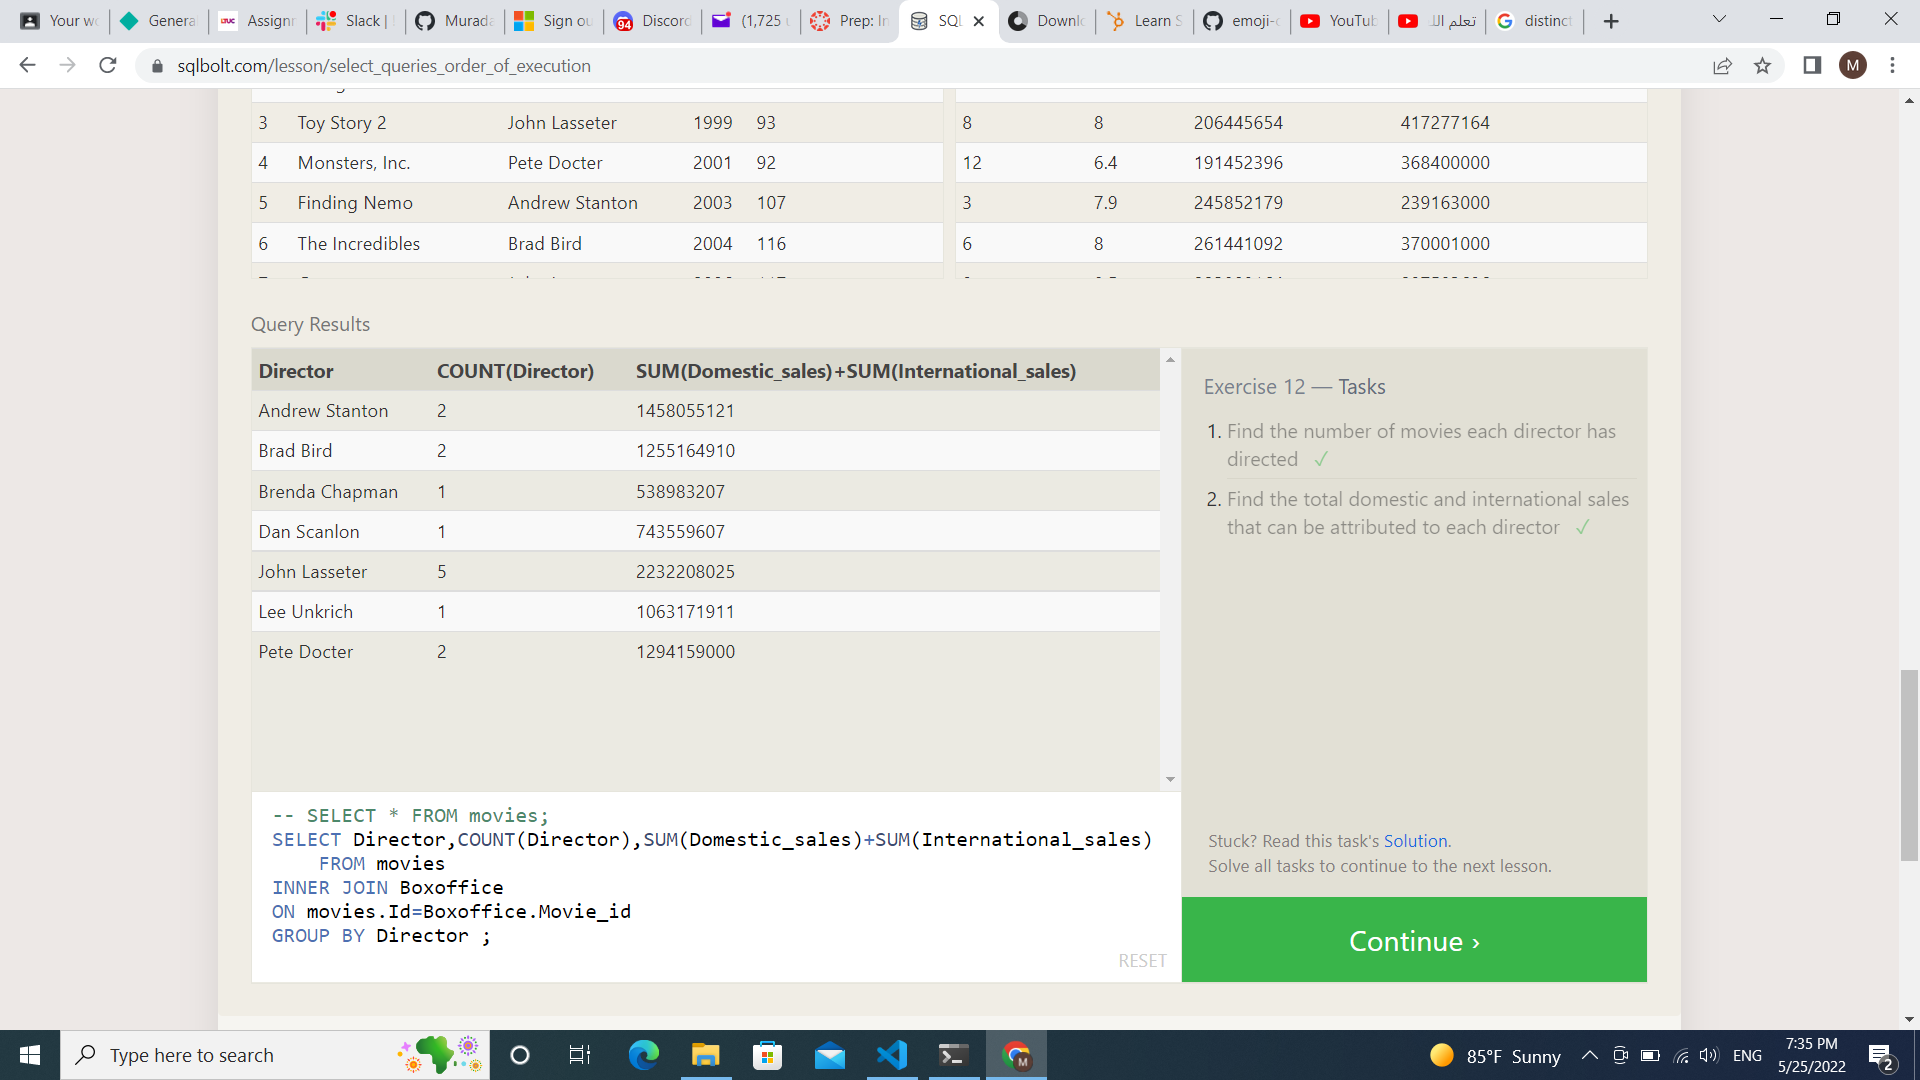 Your wo
Genera
LTUC
Assignm
Slack |
Murada
Sign ou
94
Discord
(1,725 u
Prep: In
SQL
Downlo
Learn S
emoji-c
YouTub
تعلم الـ
distinct
sqlbolt.com/lesson/select_queries_order_of_execution
M
3 Toy Story 2 John Lasseter 1999 93
8 8 206445654 417277164
4 Monsters, Inc. Pete Docter 2001 92
12 6.4 191452396 368400000
5 Finding Nemo Andrew Stanton 2003 107
3 7.9 245852179 239163000
6 The Incredibles Brad Bird 2004 116
6 8 261441092 370001000
Query Results
Director COUNT(Director) SUM(Domestic_sales)+SUM(International_sales)
Andrew Stanton 2 1458055121
Brad Bird 2 1255164910
Brenda Chapman 1 538983207
Dan Scanlon 1 743559607
John Lasseter 5 2232208025
Lee Unkrich 1 1063171911
Pete Docter 2 1294159000
-- SELECT * FROM movies;
SELECT Director,COUNT(Director),SUM(Domestic_sales)+SUM(International_sales)
FROM movies
INNER JOIN Boxoffice
ON movies.Id=Boxoffice.Movie_id
GROUP BY Director ;
RESET
Exercise 12 — Tasks
1. Find the number of movies each director has
directed ✓
2. Find the total domestic and international sales
that can be attributed to each director ✓
Stuck? Read this task's Solution.
Solve all tasks to continue to the next lesson.
Continue ›
Type here to search
M
85°F Sunny
ENG
7:35 PM
5/25/2022
2